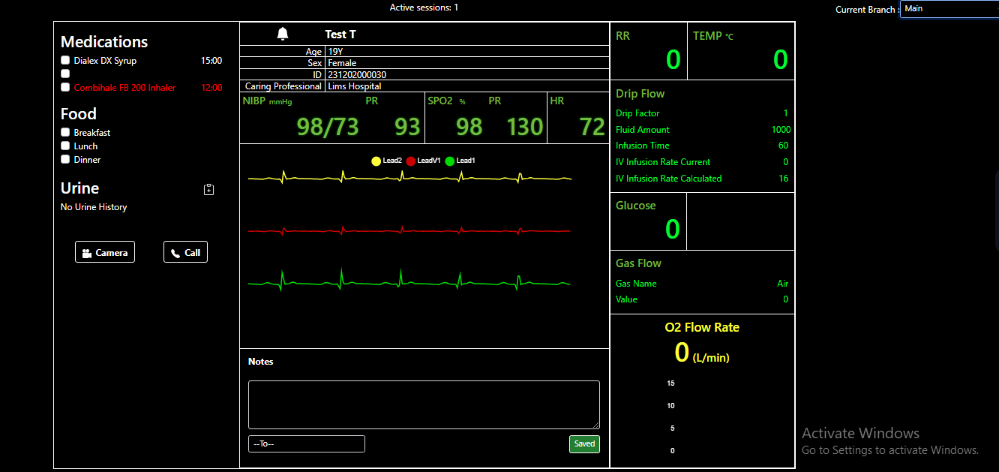 Active sessions: 1
Current Branch : Main
Medications
Dialex DX Syrup 15:00
Combihale FB 200 Inhaler 12:00
Food
Breakfast
Lunch
Dinner
Urine
No Urine History
Camera Call
Test T
Age 19Y
Sex Female
ID 231202000030
Caring Professional Lims Hospital
NIBP mmHg PR SPO2 % PR HR
98/73 93 98 130 72
Lead2 LeadV1 Lead1
Notes
--To--
Saved
RR TEMP °C
0 0
Drip Flow
Drip Factor 1
Fluid Amount 1000
Infusion Time 60
IV Infusion Rate Current 0
IV Infusion Rate Calculated 16
Glucose
0
Gas Flow
Gas Name Air
Value 0
O2 Flow Rate
0 (L/min)
15
10
5
0
Activate Windows
Go to Settings to activate Windows.